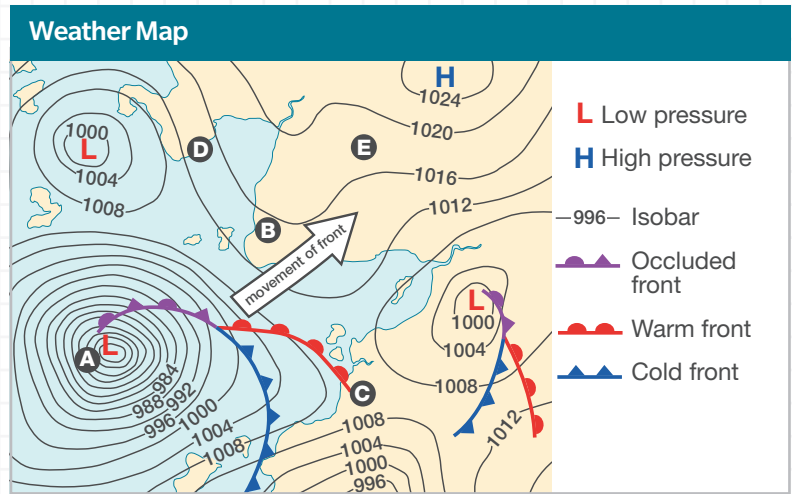 Weather Map
H
1024
1020
1016
1012
1000
L
1004
1008
D
E
B
movement of front
A
L
984
988
992
996
1000
1004
1008
C
L
1000
1004
1008
1012
1008
1004
1000
996
L Low pressure
H High pressure
996 Isobar
Occluded
front
Warm front
Cold front